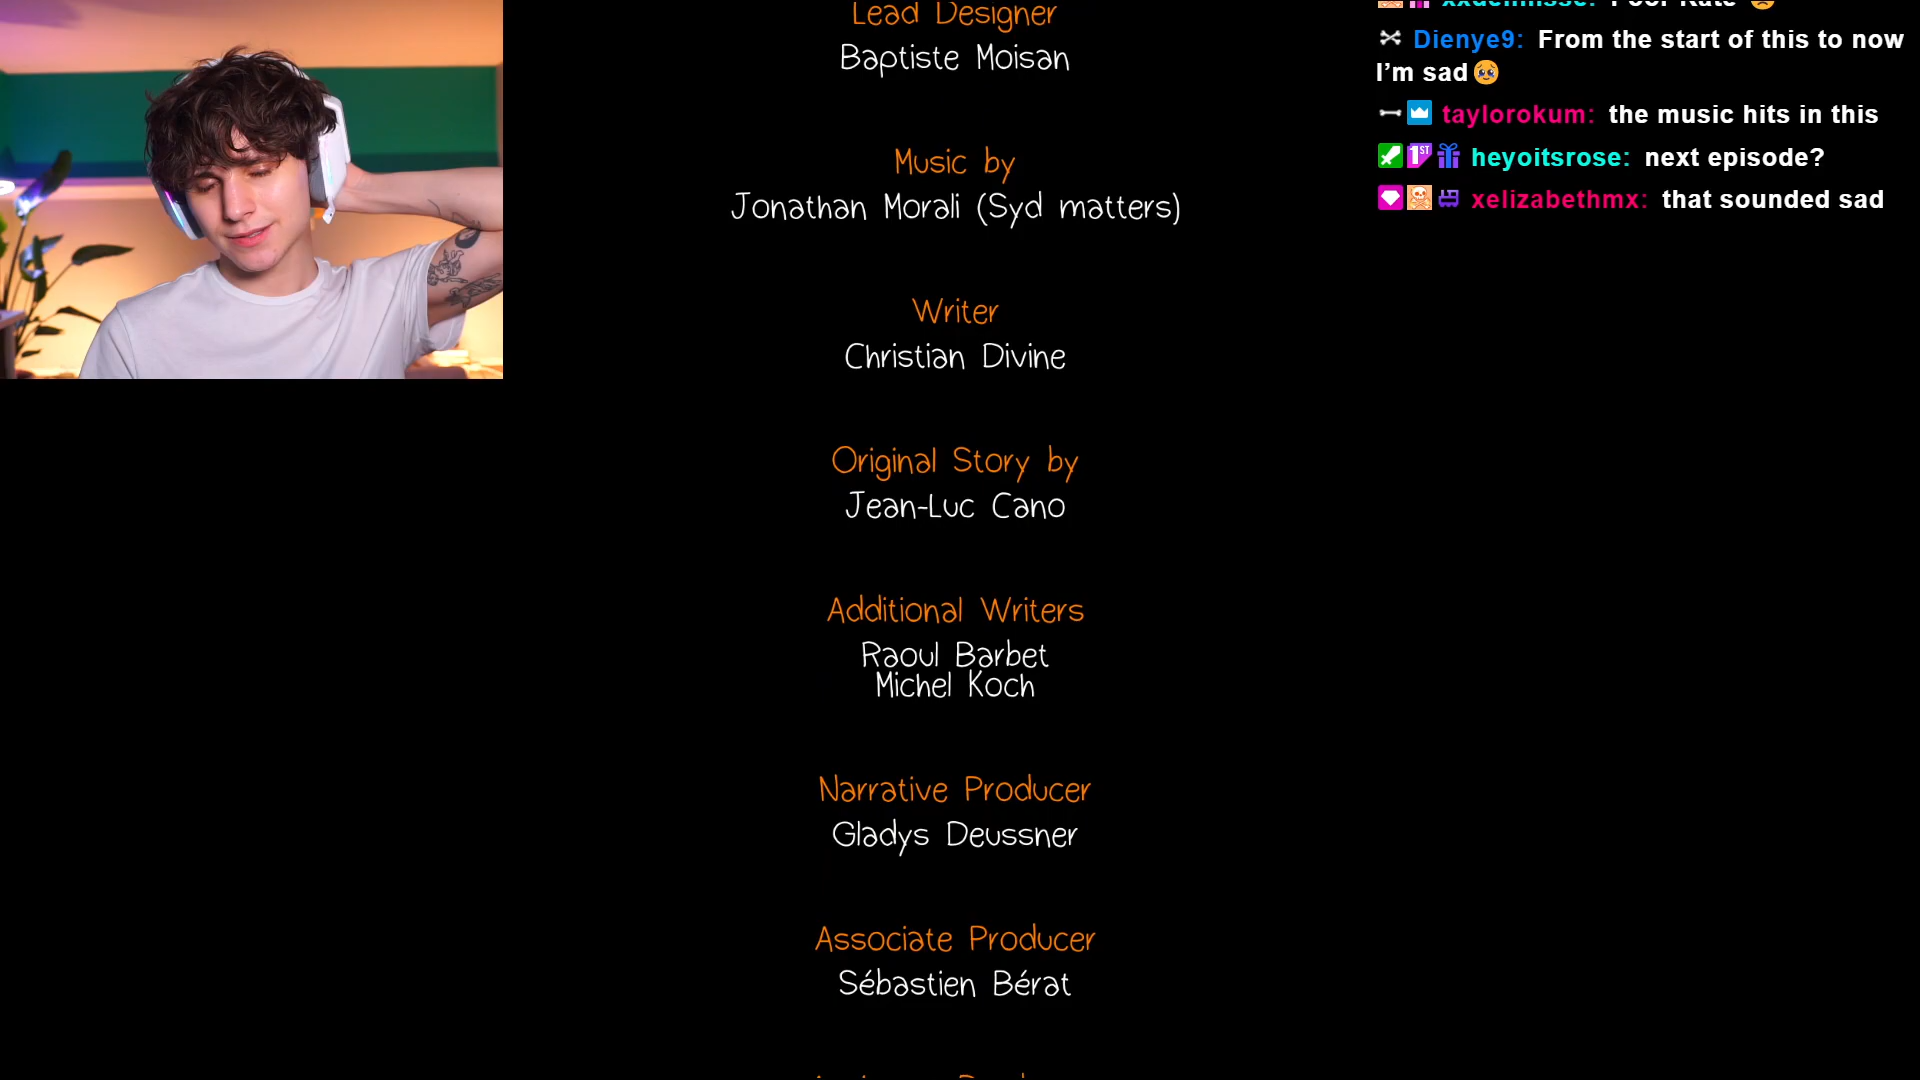 Lead Designer
Baptiste Moisan
Music by
Jonathan Morali (Syd matters)
Writer
Christian Divine
Original Story by
Jean-Luc Cano
Additional Writers
Raoul Barbet
Michel Koch
Narrative Producer
Gladys Deussner
Associate Producer
Sébastien Bérat
Dienye9: From the start of this to now
I'm sad
taylorokum: the music hits in this
1ST heyoitsrose: next episode?
xelizabethmx: that sounded sad